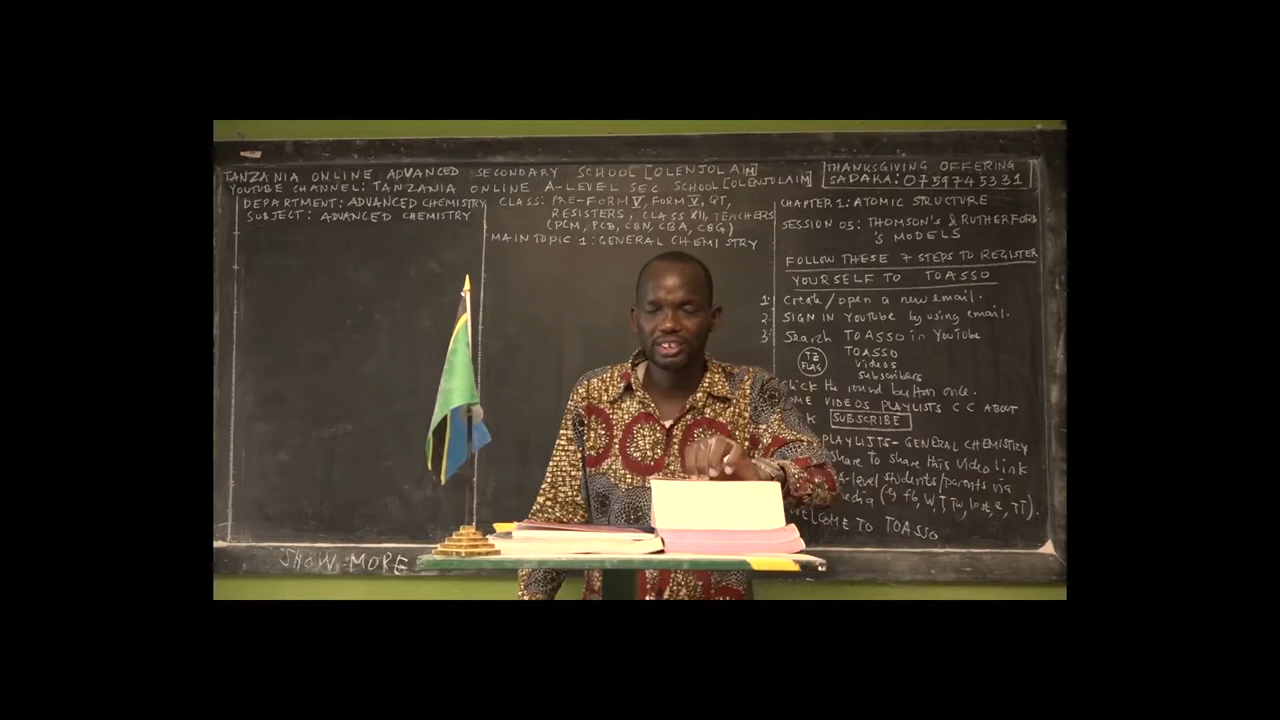 TANZANIA ONLINE ADVANCED SECONDARY SCHOOL [OLENJOLAIM]
YOUTUBE CHANNEL: TANZANIA ONLINE A-LEVEL SEC SCHOOL [OLENJOLAIM]
THANKSGIVING OFFERING
SADAKA: 0759745331
DEPARTMENT: ADVANCED CHEMISTRY
SUBJECT: ADVANCED CHEMISTRY
CLASS: PRE-FORM V, FORM V, QT,
RESISTERS, CLASS XII, TEACHERS
(PCM, PCB, CBN, CBA, CBG)
MAIN TOPIC 1: GENERAL CHEMISTRY
CHAPTER 1: ATOMIC STRUCTURE
SESSION 05: THOMSON'S & RUTHERFORD
'S MODELS
FOLLOW THESE 7 STEPS TO REGISTER
YOURSELF TO TOASSO
1. Create/open a new email.
2. SIGN IN YOUTUBE by using email.
3. Search TOASSO in YouTube
TZ FLAG
TOASSO
Videos
subscribers
the round button once.
VIDEOS PLAYLISTS C C ABOUT
SUBSCRIBE
PLAYLISTS - GENERAL CHEMISTRY
share to share this video link
A-level students/parents via
TO TOASSO
SHOW MORE